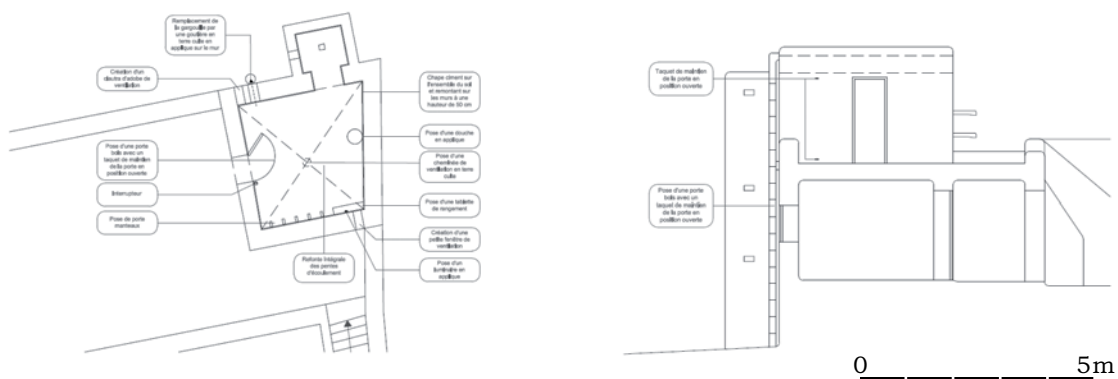 Remplacement de
la gargouille par
une gouttière en
terre cuite en
applique sur le mur
Création d'un
claustra d'adobe de
ventilation
Pose d'une porte
bois avec un
taquet de maintien
de la porte en
position ouverte
Interrupteur
Pose de porte
manteaux
Refonte intégrale
des pentes
d'écoulement
Chape ciment sur
l'ensemble du sol
et remontant sur
les murs à une
hauteur de 50 cm
Pose d'une douche
en applique
Pose d'une
cheminée de
ventilation en terre
cuite
Pose d'une tablette
de rangement
Création d'une
petite fenêtre de
ventilation
Pose d'un
luminaire en
applique
Taquet de maintien
de la porte en
position ouverte
Pose d'une porte
bois avec un
taquet de maintien
de la porte en
position ouverte
0 5m